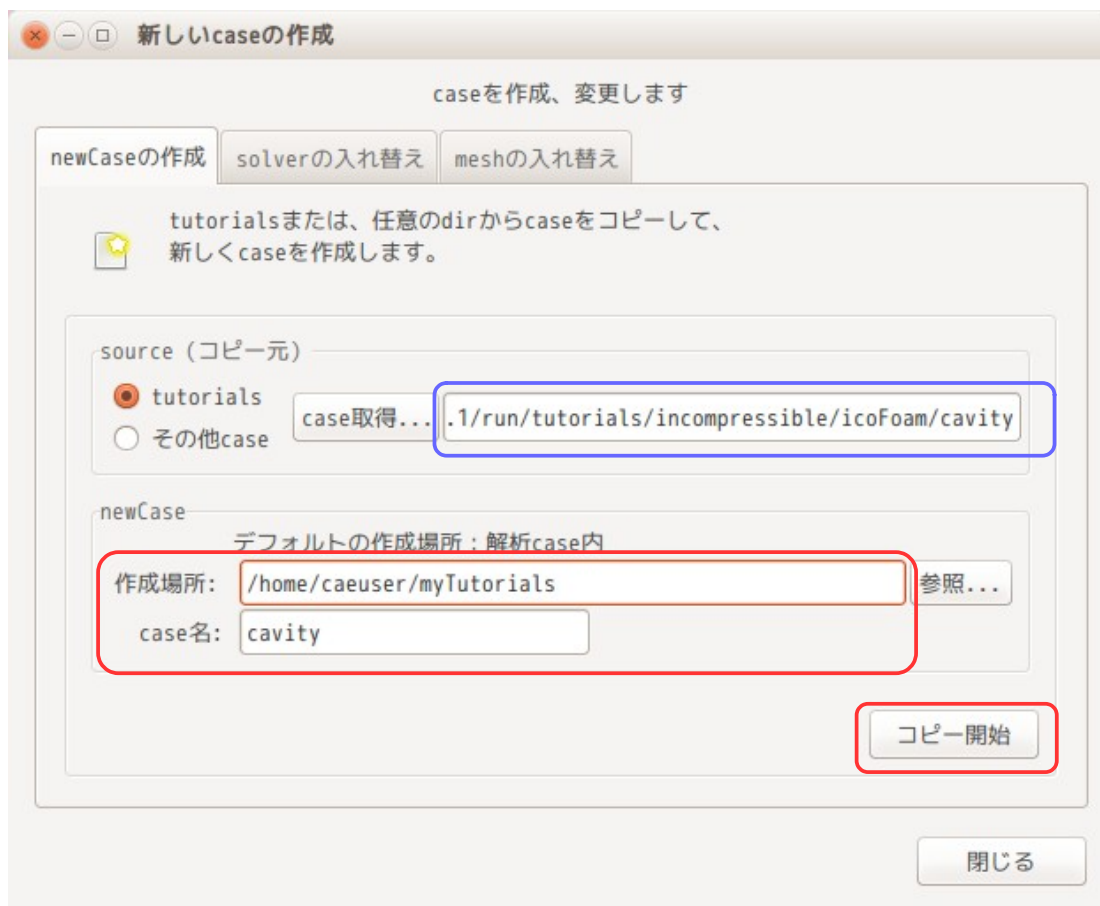 新しいcaseの作成
caseを作成、変更します
newCaseの作成 solverの入れ替え meshの入れ替え
tutorialsまたは、任意のdirからcaseをコピーして、
新しくcaseを作成します。
source (コピー元)
tutorials
その他case
case取得...
.1/run/tutorials/incompressible/icoFoam/cavity
newCase
デフォルトの作成場所：解析case内
作成場所: /home/caeuser/myTutorials 参照...
case名: cavity
コピー開始
閉じる